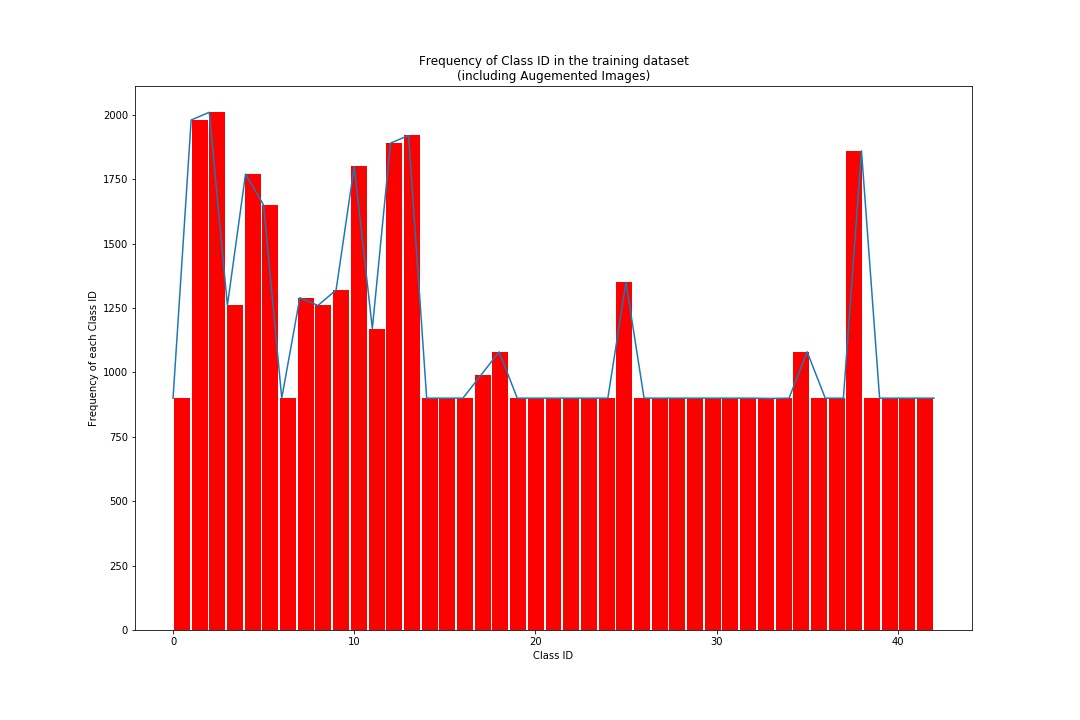 Frequency of Class ID in the training dataset
(including Augemented Images)
2000
1750
1500
1250
1000
750
500
250
0
Frequency of each Class ID
0 10 20 30 40
Class ID